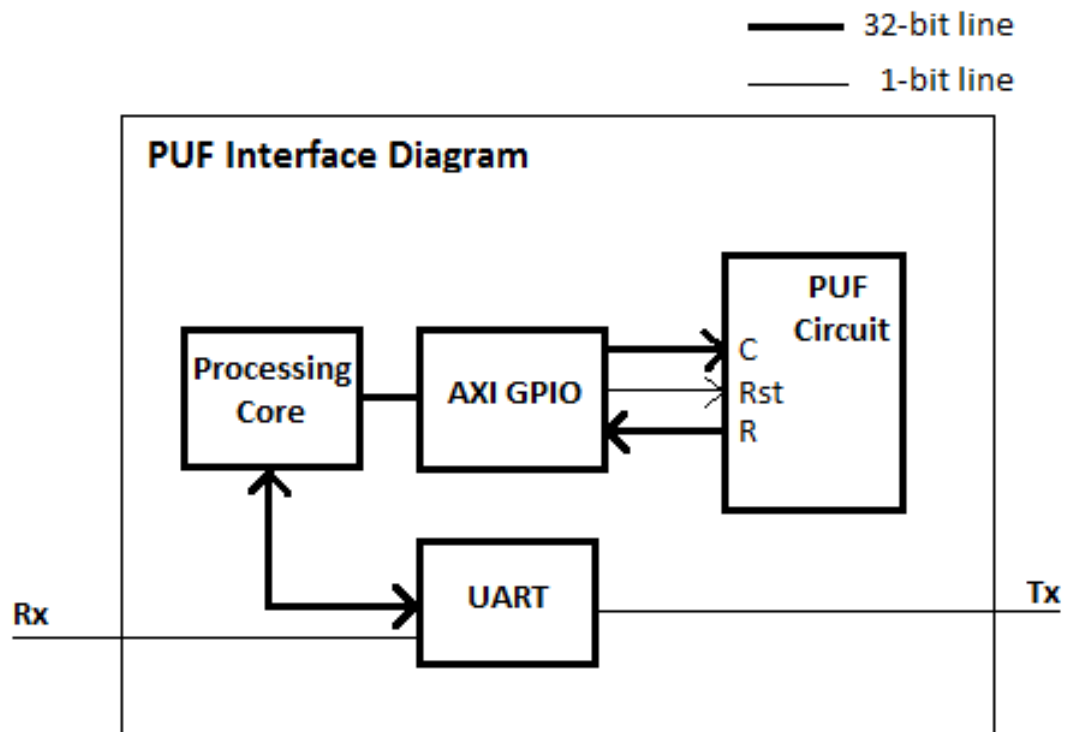 32-bit line
1-bit line
PUF Interface Diagram
PUF
Circuit
Processing
Core
AXI GPIO
C
Rst
R
UART
Rx
Tx